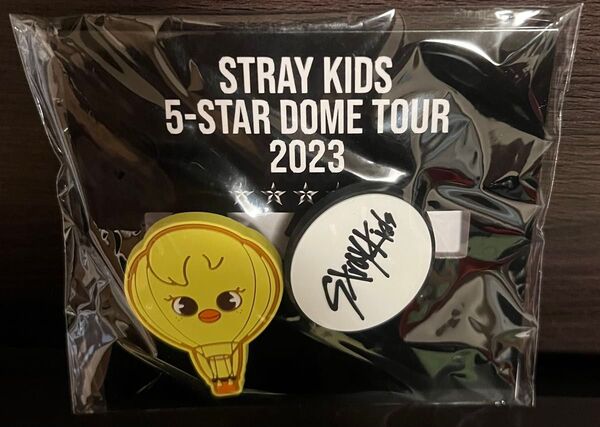 STRAY KIDS
5-STAR DOME TOUR
2023
Stray Kids